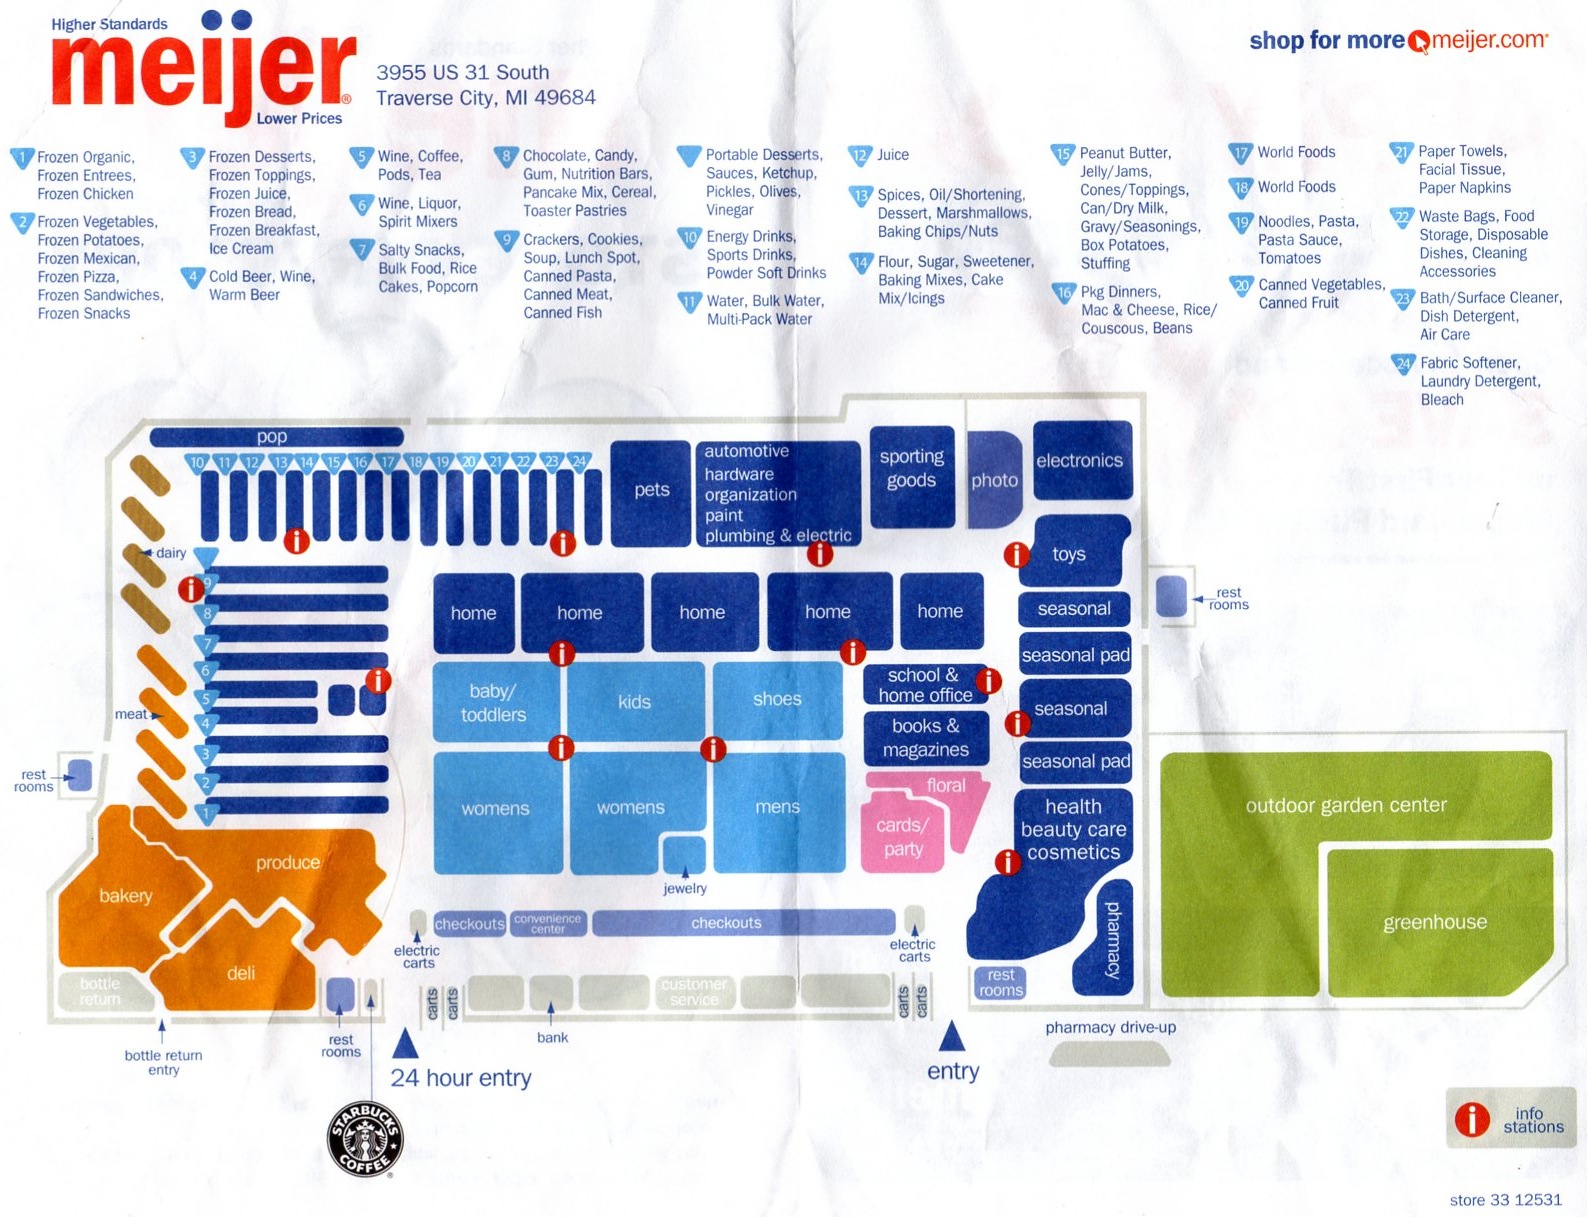 Higher Standards
meijer®
Lower Prices
3955 US 31 South
Traverse City, MI 49684
shop for more meijer.com
1 Frozen Organic,
Frozen Entrees,
Frozen Chicken
2 Frozen Vegetables,
Frozen Potatoes,
Frozen Mexican,
Frozen Pizza,
Frozen Sandwiches,
Frozen Snacks
3 Frozen Desserts,
Frozen Toppings,
Frozen Juice,
Frozen Bread,
Frozen Breakfast,
Ice Cream
4 Cold Beer, Wine,
Warm Beer
5 Wine, Coffee,
Pods, Tea
6 Wine, Liquor,
Spirit Mixers
7 Salty Snacks,
Bulk Food, Rice
Cakes, Popcorn
8 Chocolate, Candy,
Gum, Nutrition Bars,
Pancake Mix, Cereal,
Toaster Pastries
9 Crackers, Cookies,
Soup, Lunch Spot,
Canned Pasta,
Canned Meat,
Canned Fish
Portable Desserts,
Sauces, Ketchup,
Pickles, Olives,
Vinegar
10 Energy Drinks,
Sports Drinks,
Powder Soft Drinks
11 Water, Bulk Water,
Multi-Pack Water
12 Juice
13 Spices, Oil/Shortening,
Dessert, Marshmallows,
Baking Chips/Nuts
14 Flour, Sugar, Sweetener,
Baking Mixes, Cake
Mix/Icings
15 Peanut Butter,
Jelly/Jams,
Cones/Toppings,
Can/Dry Milk,
Gravy/Seasonings,
Box Potatoes,
Stuffing
16 Pkg Dinners,
Mac & Cheese, Rice/
Couscous, Beans
17 World Foods
18 World Foods
19 Noodles, Pasta,
Pasta Sauce,
Tomatoes
20 Canned Vegetables,
Canned Fruit
21 Paper Towels,
Facial Tissue,
Paper Napkins
22 Waste Bags, Food
Storage, Disposable
Dishes, Cleaning
Accessories
23 Bath/Surface Cleaner,
Dish Detergent,
Air Care
24 Fabric Softener,
Laundry Detergent,
Bleach
pop
10 11 12 13 14 15 16 17 18 19 20 21 22 23 24
pets
automotive
hardware
organization
paint
plumbing & electric
sporting
goods
photo
electronics
i
i
i
i
toys
dairy
i
9
8
7
6
5
4
3
2
1
i
meat
home
home
home
home
home
i
i
seasonal
seasonal pad
i
seasonal
seasonal pad
rest
rooms
baby/
toddlers
kids
shoes
school &
home office
i
books &
magazines
i
i
floral
cards/
party
womens
womens
mens
jewelry
health
beauty care
cosmetics
i
pharmacy
outdoor garden center
greenhouse
rest
rooms
bakery
produce
deli
bottle
return
bottle return
entry
rest
rooms
electric
carts
checkouts
convenience
center
checkouts
electric
carts
carts
carts
bank
customer
service
carts
carts
rest
rooms
pharmacy drive-up
24 hour entry
entry
STARBUCKS
COFFEE
®
i info
stations
store 33 12531